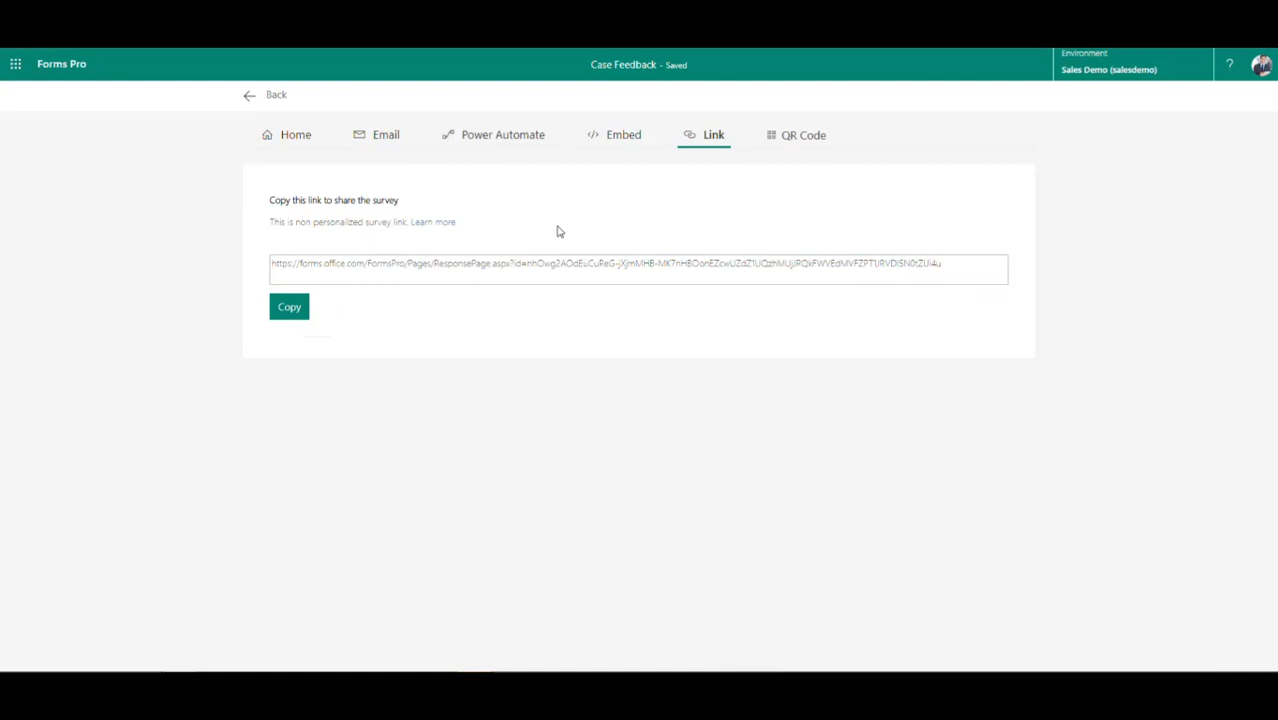 Forms Pro
Case Feedback - Saved
Environment
Sales Demo (salesdemo)
?
Back
Home
Email
Power Automate
Embed
Link
QR Code
Copy this link to share the survey
This is non personalized survey link. Learn more
Copy